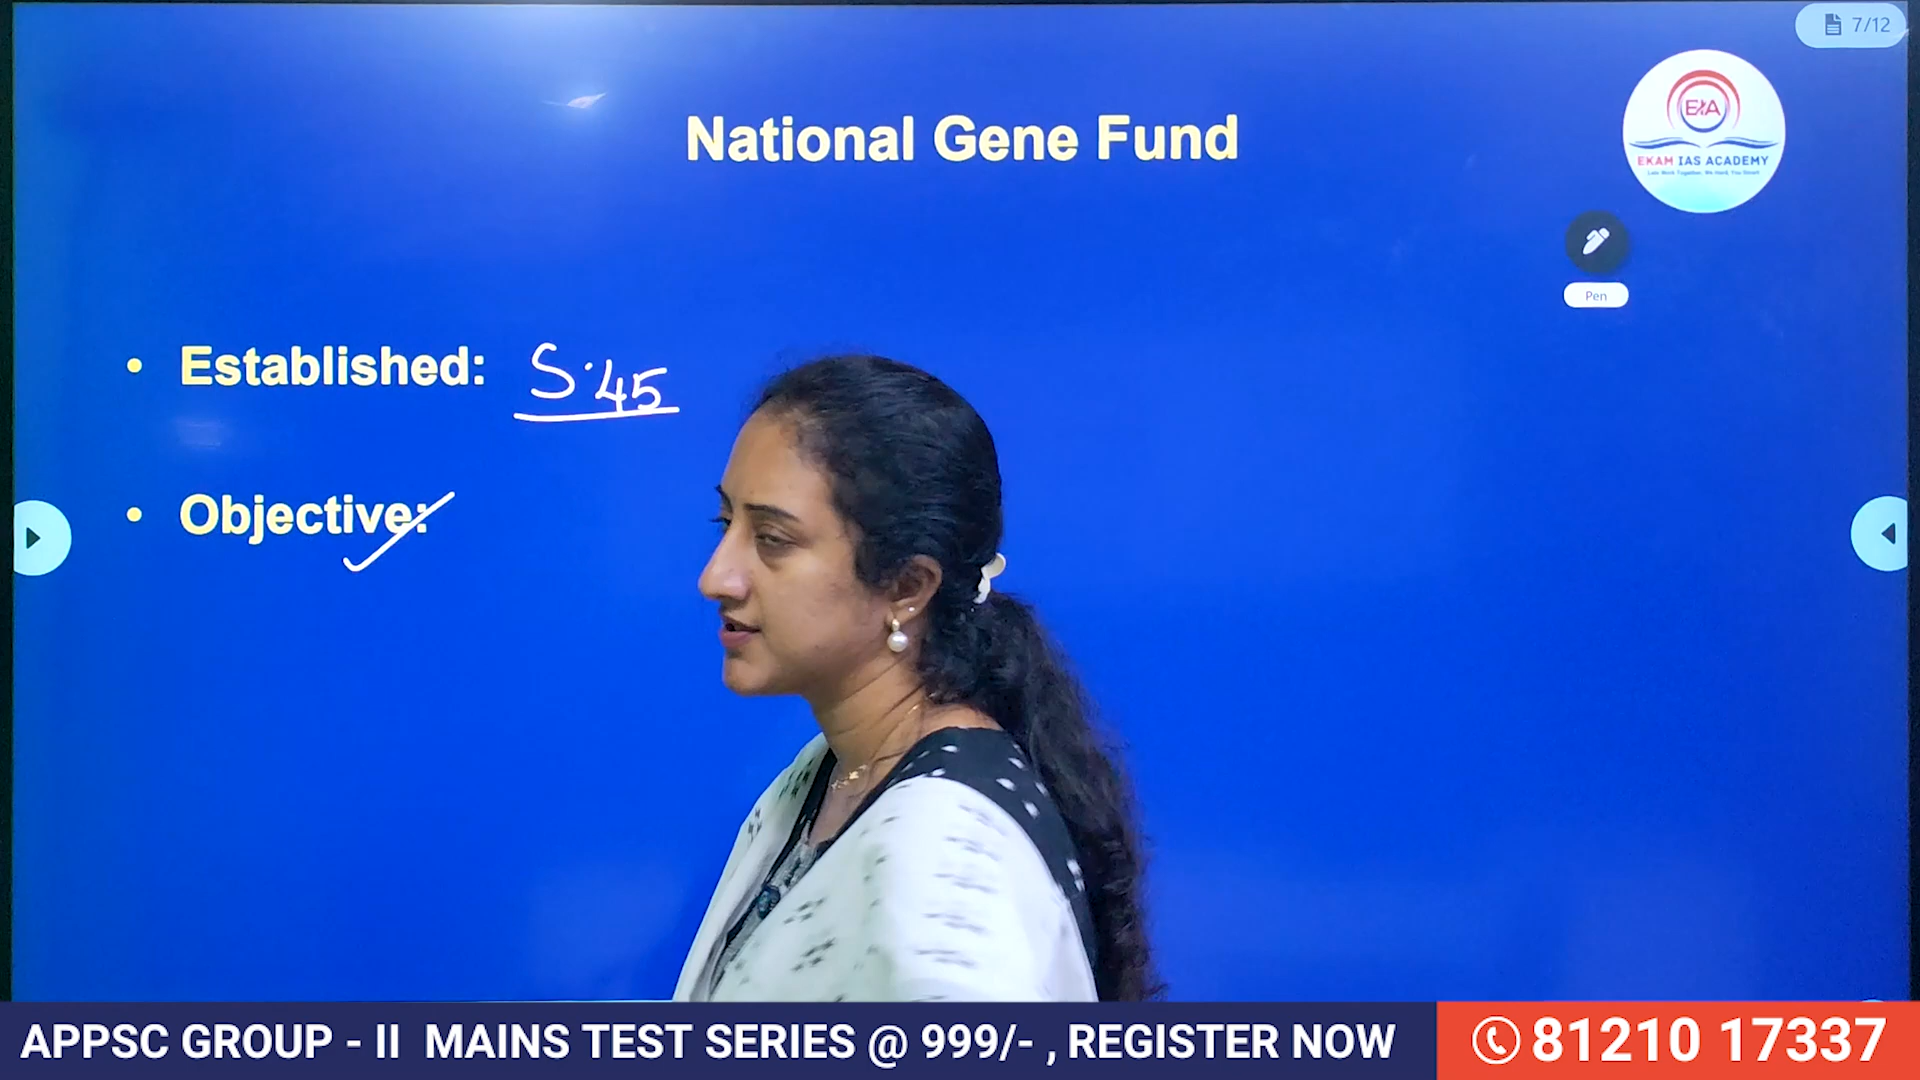 7/12
National Gene Fund
EIA
EKAM IAS ACADEMY
Pen
• Established: S.45
• Objective:
APPSC GROUP - II MAINS TEST SERIES @ 999/- , REGISTER NOW
81210 17337